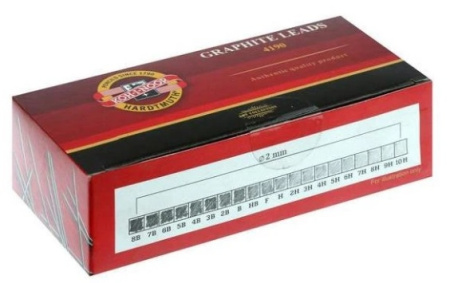 GRAPHITE LEADS
4190
Authentic quality product
KOH-I-NOOR
HARDTMUTH
⌀2 mm
8B 7B 6B 5B 4B 3B 2B B HB F H 2H 3H 4H 5H 6H 7H 8H 9H 10H